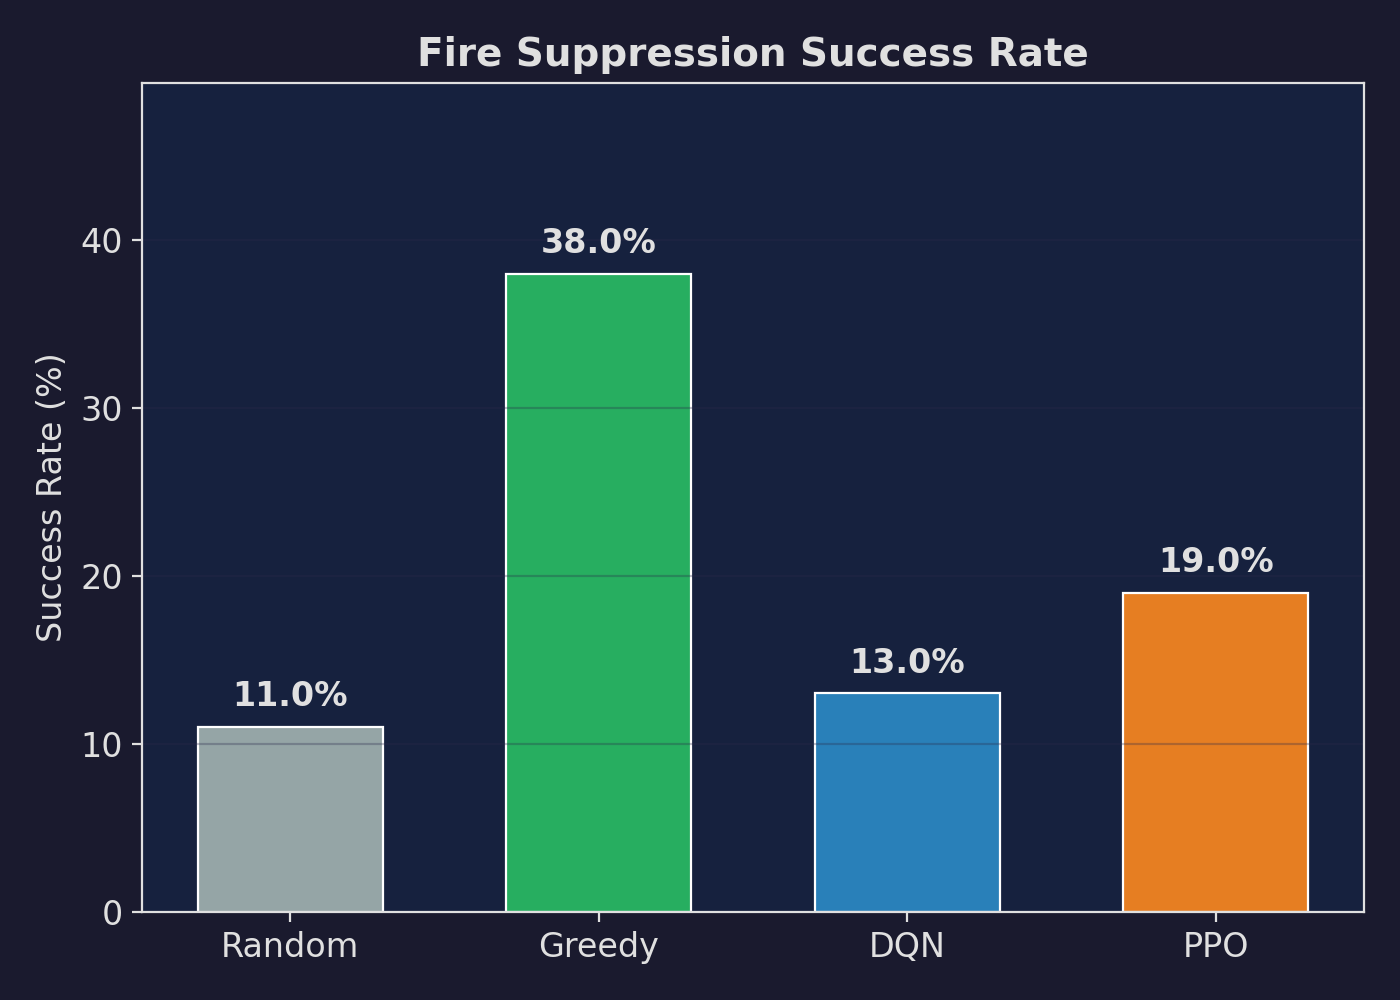 Fire Suppression Success Rate
Success Rate (%)
40
30
20
10
0
11.0%
38.0%
13.0%
19.0%
Random
Greedy
DQN
PPO